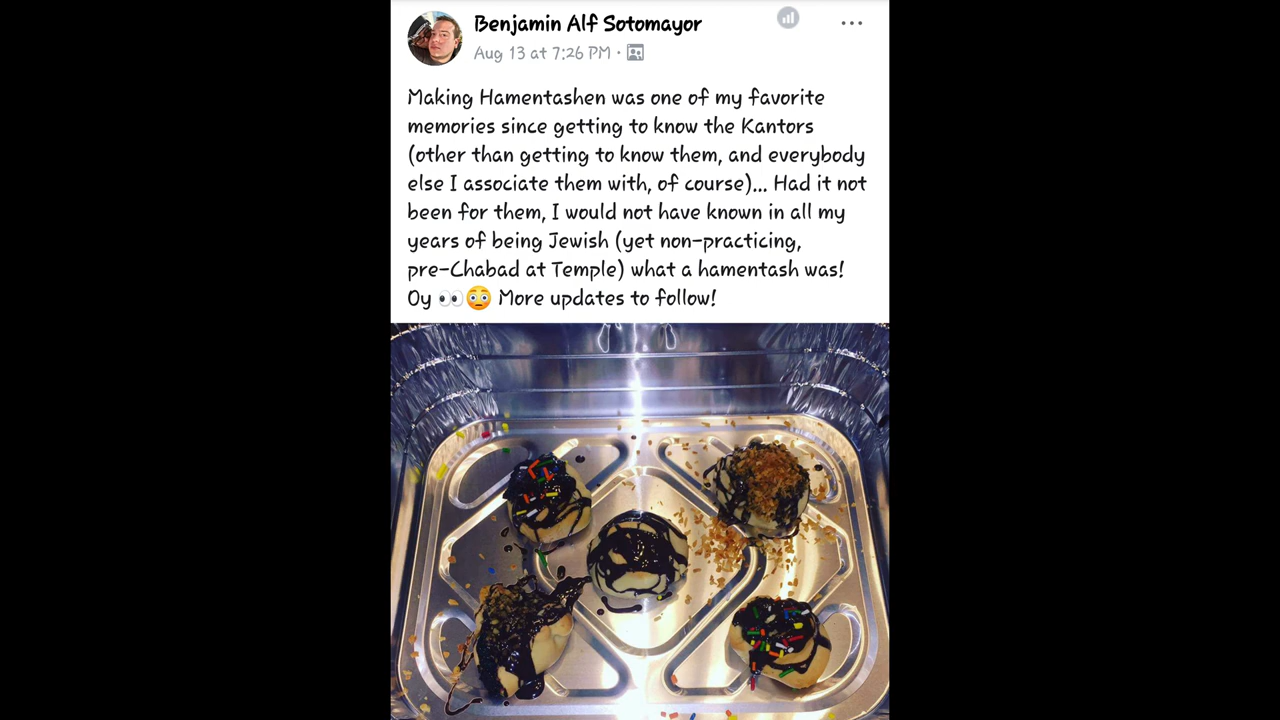 Benjamin Alf Sotomayor
Aug 13 at 7:26 PM ·
Making Hamentashen was one of my favorite
memories since getting to know the Kantors
(other than getting to know them, and everybody
else I associate them with, of course)... Had it not
been for them, I would not have known in all my
years of being Jewish (yet non-practicing,
pre-Chabad at Temple) what a hamentash was!
Oy 👀😳 More updates to follow!